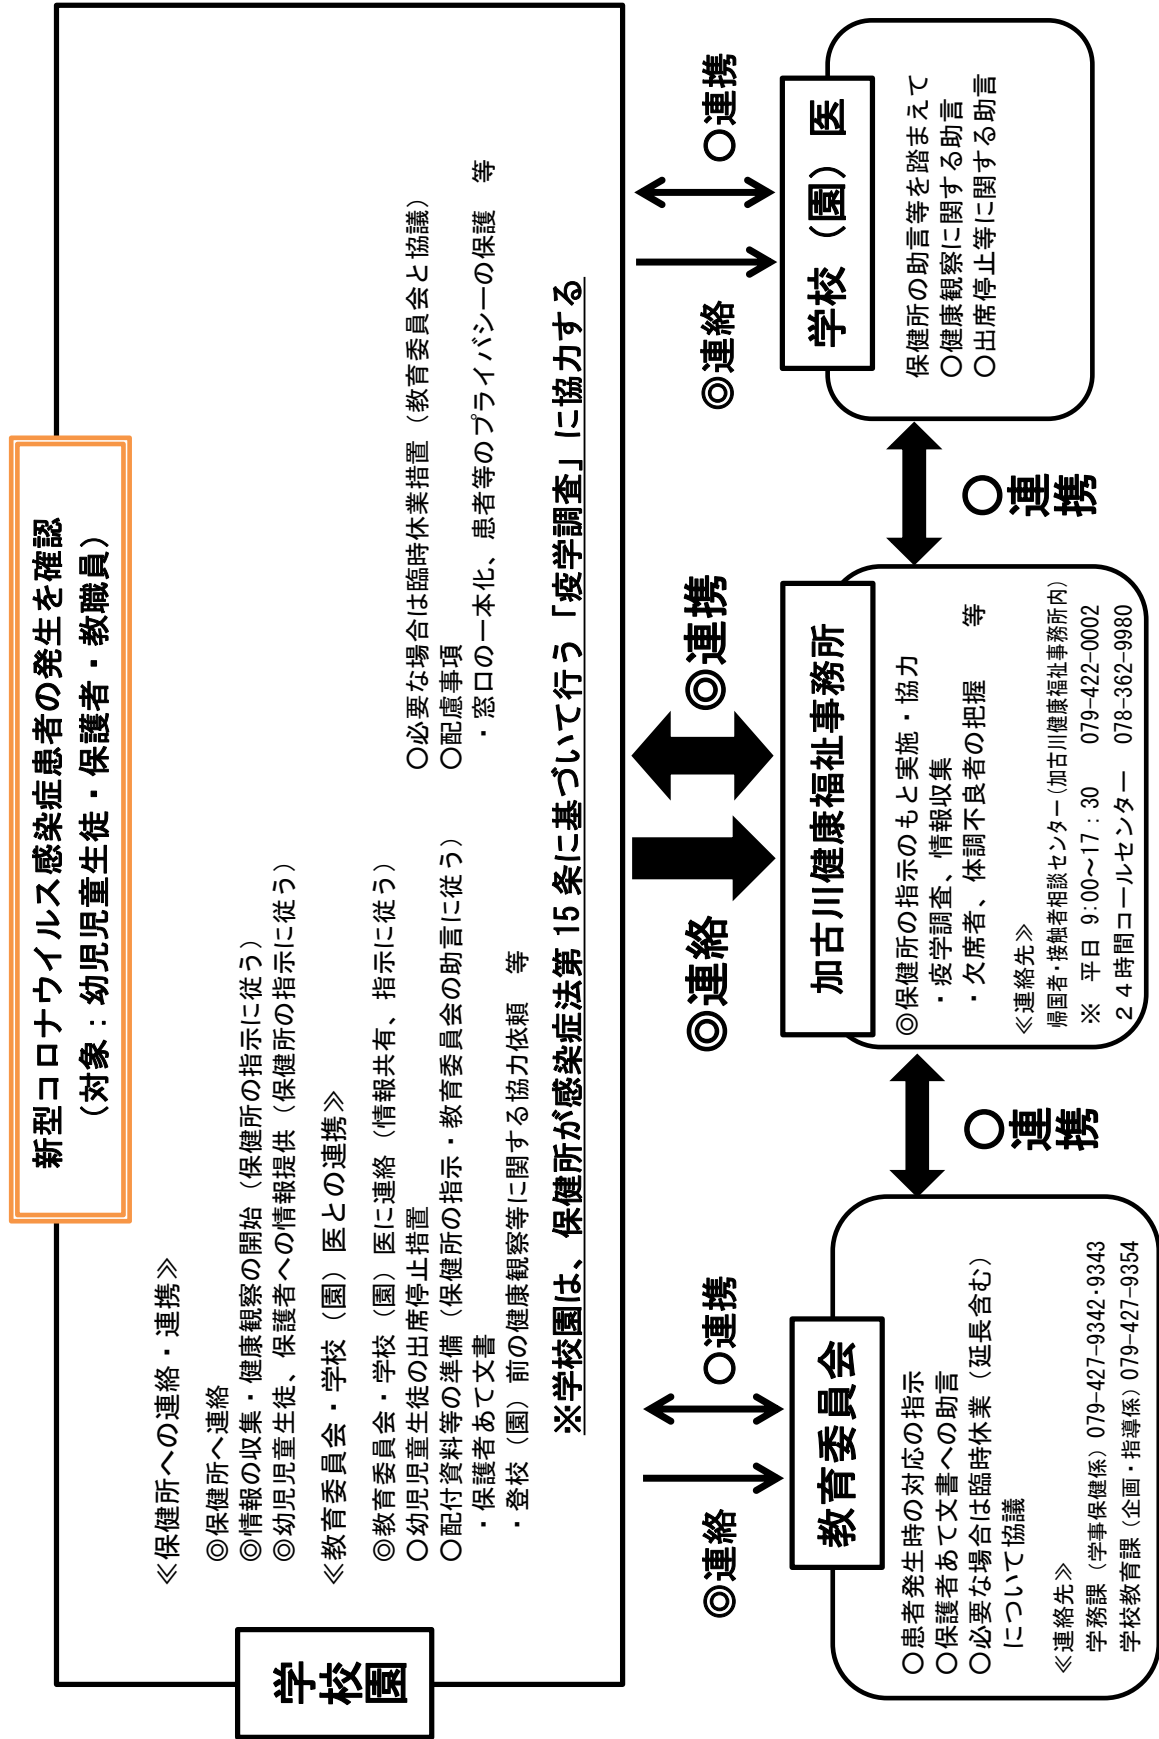 新型コロナウイルス感染症患者の発生を確認
（対象：幼児児童生徒・保護者・教職員）
学校園
≪保健所への連絡・連携≫
◎保健所へ連絡
◎情報の収集・健康観察の開始（保健所の指示に従う）
◎幼児児童生徒、保護者への情報提供（保健所の指示に従う）
≪教育委員会・学校（園）医との連携≫
◎教育委員会・学校（園）医に連絡（情報共有、指示に従う）
○幼児児童生徒の出席停止措置
○配付資料等の準備（保健所の指示・教育委員会の助言に従う）
・保護者あて文書
・登校（園）前の健康観察等に関する協力依頼　等
○必要な場合は臨時休業措置（教育委員会と協議）
○配慮事項
・窓口の一本化、患者等のプライバシーの保護　等
※学校園は、保健所が感染症法第15条に基づいて行う「疫学調査」に協力する
◎連絡
○連携
◎連絡
◎連携
◎連絡
○連携
教育委員会
○患者発生時の対応の指示
○保護者あて文書への助言
○必要な場合は臨時休業（延長含む）
について協議
≪連絡先≫
学務課（学事保健係）079-427-9342・9343
学校教育課（企画・指導係）079-427-9354
○連携
加古川健康福祉事務所
◎保健所の指示のもと実施・協力
・疫学調査、情報収集
・欠席者、体調不良者の把握　等
≪連絡先≫
帰国者・接触者相談センター（加古川健康福祉事務所内）
※　平日 9:00～17：30　079-422-0002
２４時間コールセンター　078-362-9980
○連携
学校（園）医
保健所の助言等を踏まえて
○健康観察に関する助言
○出席停止等に関する助言